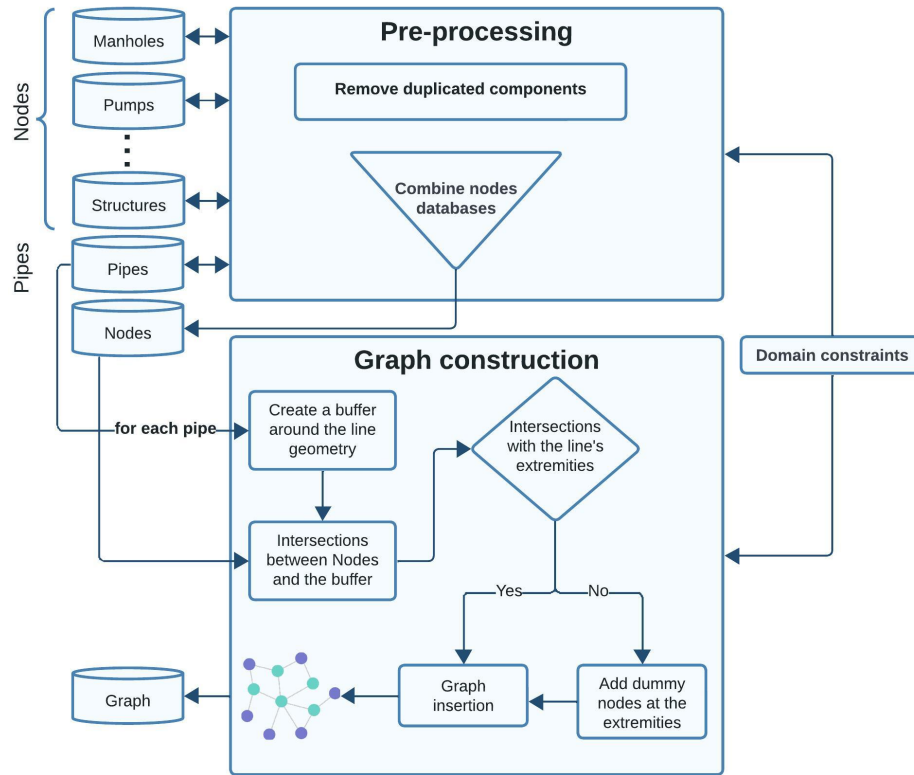 Nodes
Manholes
Pumps
Structures
Pipes
Pipes
Nodes
Pre-processing
Remove duplicated components
Combine nodes
databases
Domain constraints
Graph construction
for each pipe
Create a buffer
around the line
geometry
Intersections
with the line's
extremities
Intersections
between Nodes
and the buffer
Yes
No
Graph
Graph
insertion
Add dummy
nodes at the
extremities